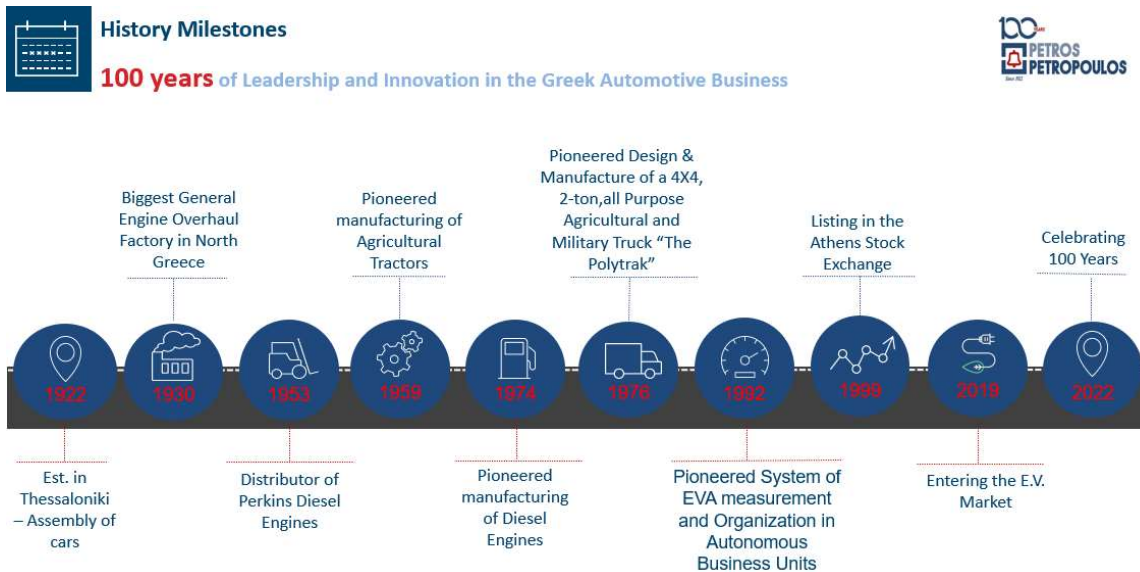 History Milestones
100 years of Leadership and Innovation in the Greek Automotive Business
100 YEARS
PETROS
PETROPOULOS
Since 1922
Biggest General
Engine Overhaul
Factory in North
Greece
Pioneered
manufacturing of
Agricultural
Tractors
Pioneered Design &
Manufacture of a 4X4,
2-ton,all Purpose
Agricultural and
Military Truck “The
Polytrak”
Listing in the
Athens Stock
Exchange
Celebrating
100 Years
1922
1930
1953
1959
1974
1976
1992
1999
2019
2022
Est. in
Thessaloniki
– Assembly of
cars
Distributor of
Perkins Diesel
Engines
Pioneered
manufacturing
of Diesel
Engines
Pioneered System of
EVA measurement
and Organization in
Autonomous
Business Units
Entering the E.V.
Market